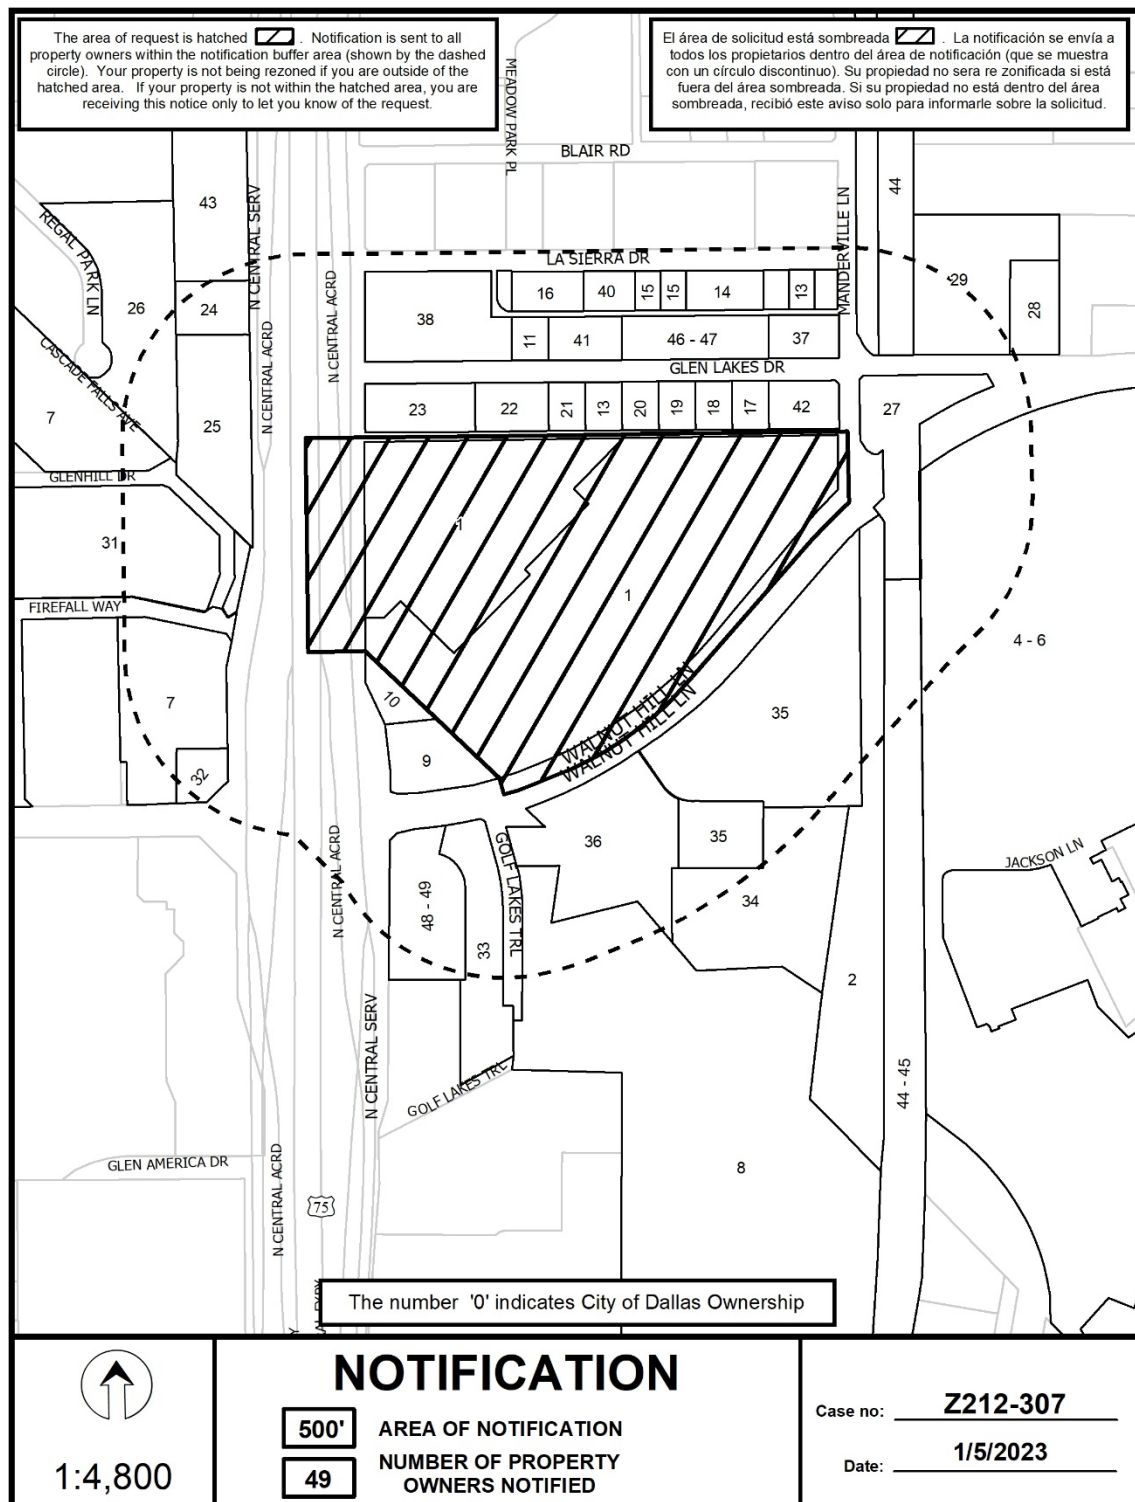 The area of request is hatched . Notification is sent to all
property owners within the notification buffer area (shown by the dashed
circle). Your property is not being rezoned if you are outside of the
hatched area. If your property is not within the hatched area, you are
receiving this notice only to let you know of the request.
El área de solicitud está sombreada . La notificación se envía a
todos los propietarios dentro del área de notificación (que se muestra
con un círculo discontinuo). Su propiedad no sera re zonificada si está
fuera del área sombreada. Si su propiedad no está dentro del área
sombreada, recibió este aviso solo para informarle sobre la solicitud.
MEADOW PARK PL
BLAIR RD
44
43
N CENTRAL SERV
MANDERVILLE LN
REGAL PARK LN
LA SIERRA DR
29
26
24
N CENTRAL ACRD
16
40
15
15
14
13
28
38
11
41
46 - 47
37
N CENTRAL ACRD
GLEN LAKES DR
CASCADE FALLS AVE
7
25
23
22
21
13
20
19
18
17
42
27
GLENHILL DR
1
31
FIREFALL WAY
1
4 - 6
7
10
WALNUT HILL LN
WALNUT HILL LN
35
9
32
N CENTRAL ACRD
GOLF LAKES TRL
36
35
JACKSON LN
48 - 49
34
33
2
N CENTRAL SERV
GOLF LAKES TRL
44 - 45
GLEN AMERICA DR
N CENTRAL ACRD
8
75
The number '0' indicates City of Dallas Ownership
1:4,800
NOTIFICATION
500' AREA OF NOTIFICATION
49 NUMBER OF PROPERTY
OWNERS NOTIFIED
Case no: Z212-307
Date: 1/5/2023